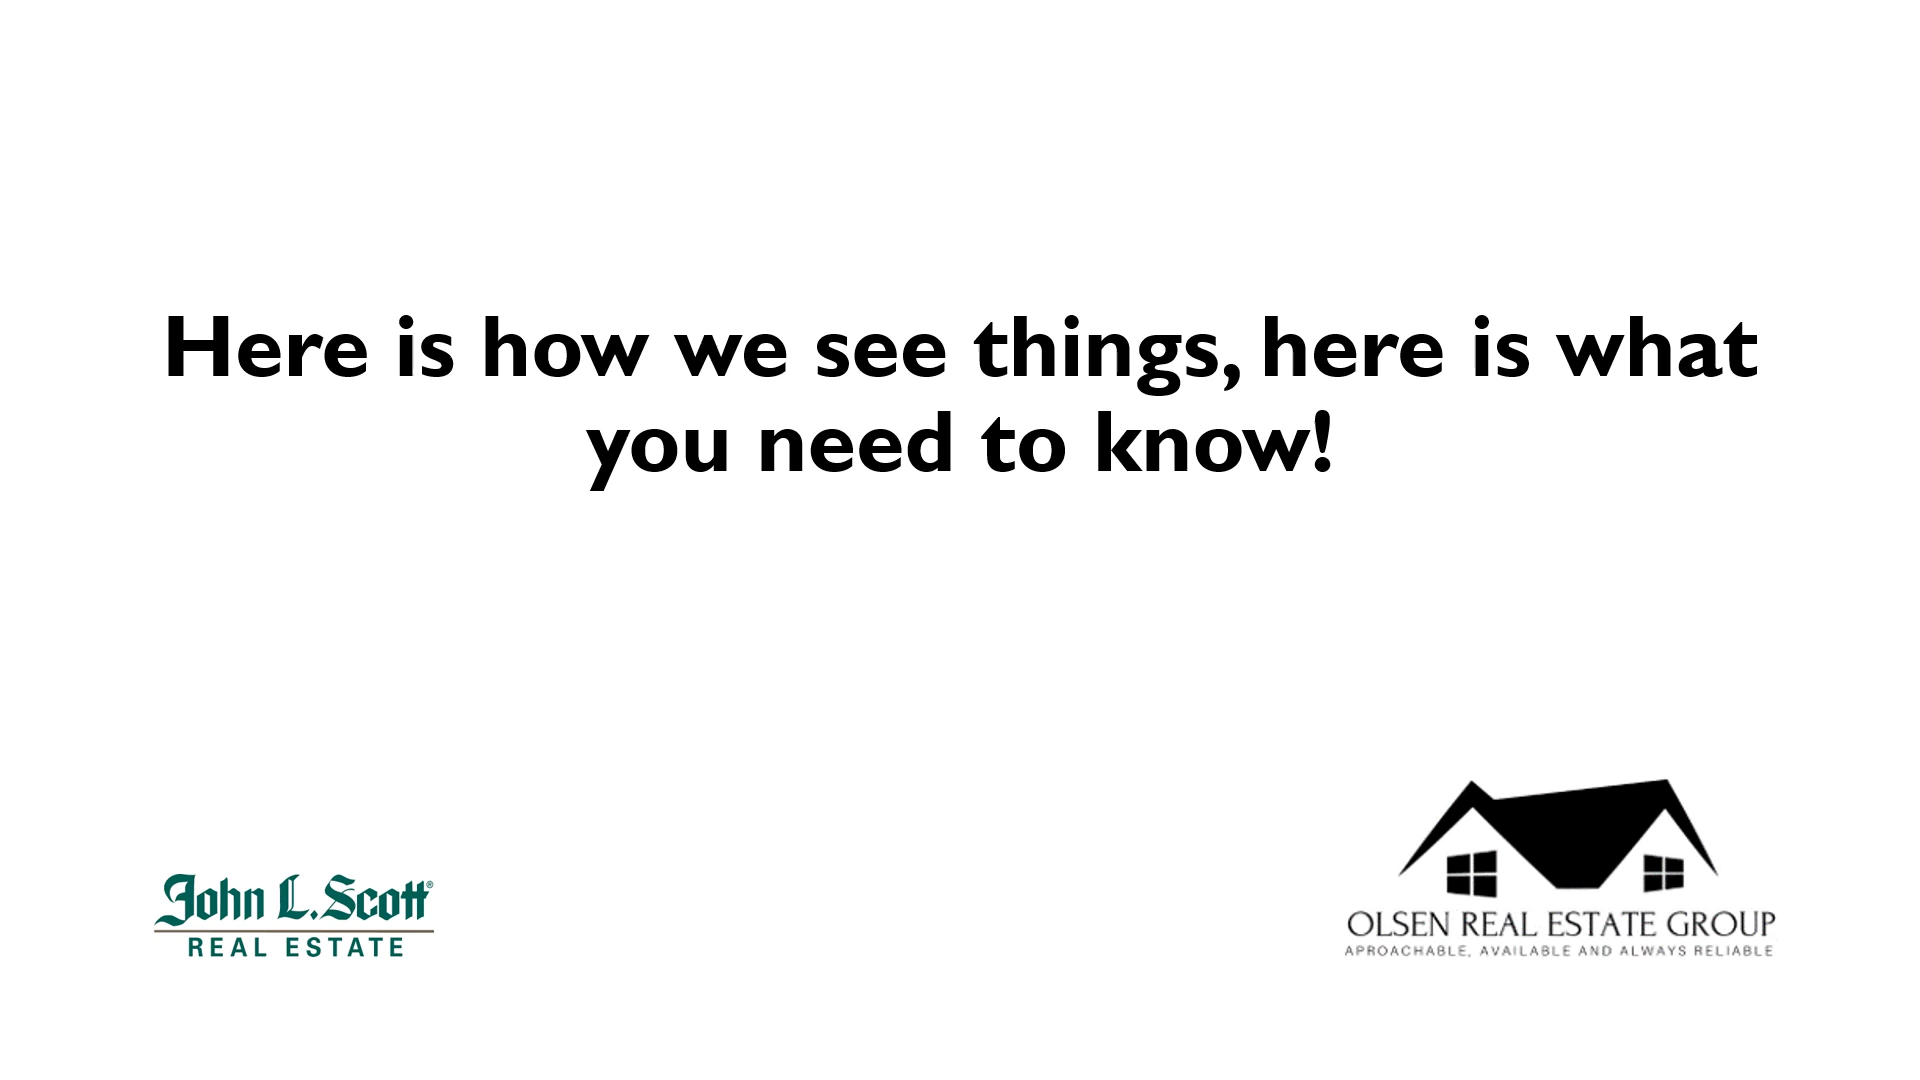 Here is how we see things, here is what
you need to know!
John L. Scott®
REAL ESTATE
OLSEN REAL ESTATE GROUP
APROACHABLE, AVAILABLE AND ALWAYS RELIABLE